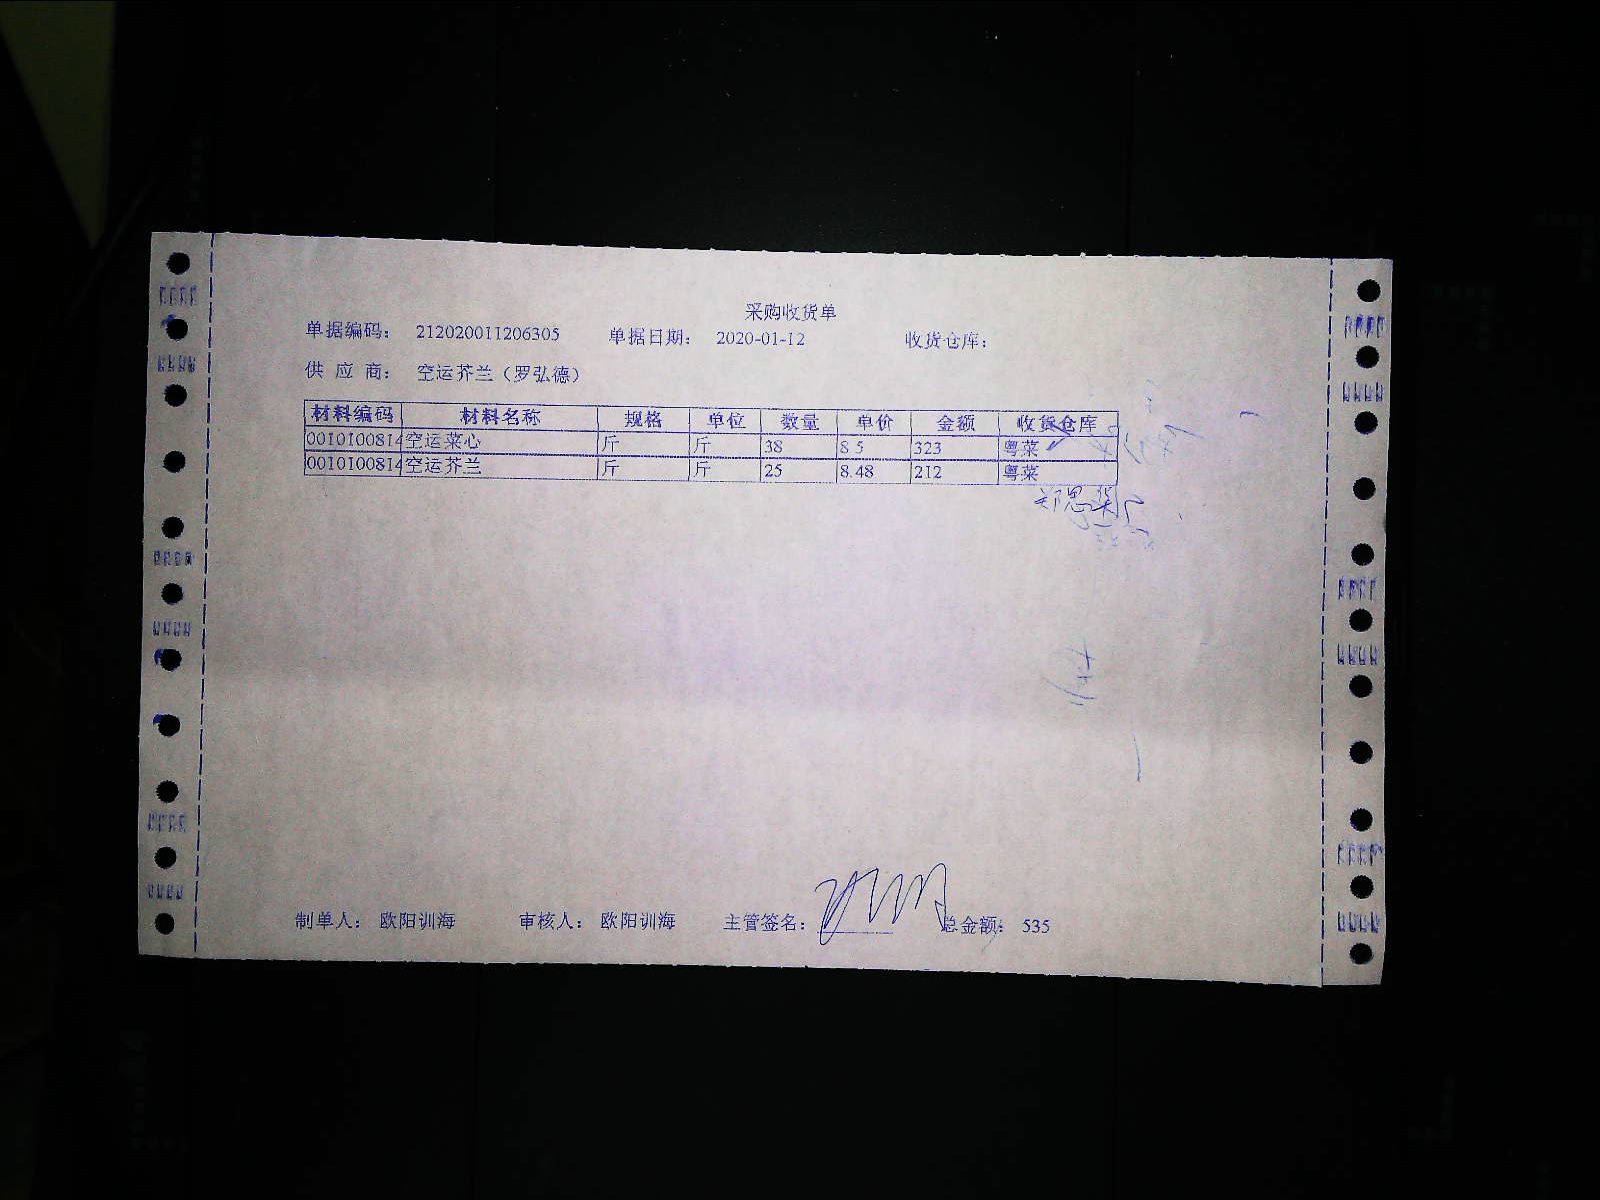 采购收货单
单据编码： 212020011206305 单据日期： 2020-01-12 收货仓库：
供 应 商： 空运芥兰（罗弘德）
材料编码 材料名称 规格 单位 数量 单价 金额 收货仓库
0010100814 空运菜心 斤 斤 38 8.5 323 粤菜
0010100814 空运芥兰 斤 斤 25 8.48 212 粤菜
制单人： 欧阳训海 审核人： 欧阳训海 主管签名： 总金额： 535